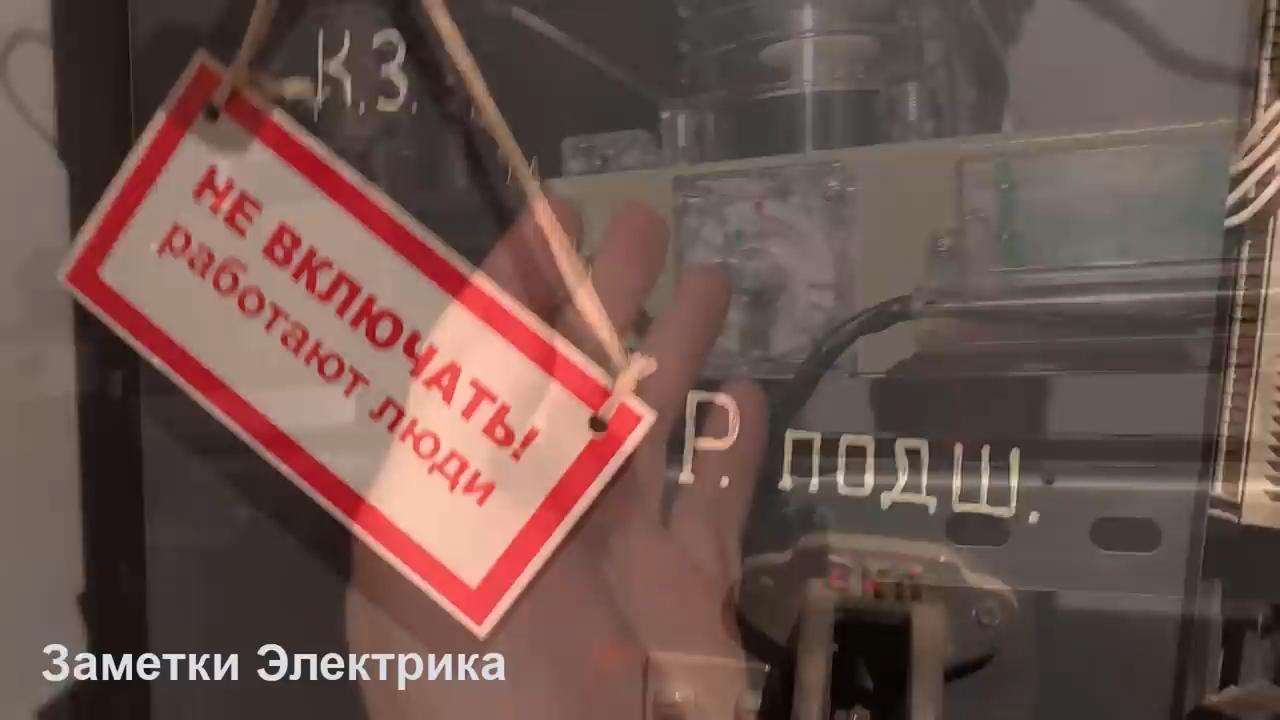 К.З.
НЕ ВКЛЮЧАТЬ!
работают люди
Р. подш.
Заметки Электрика